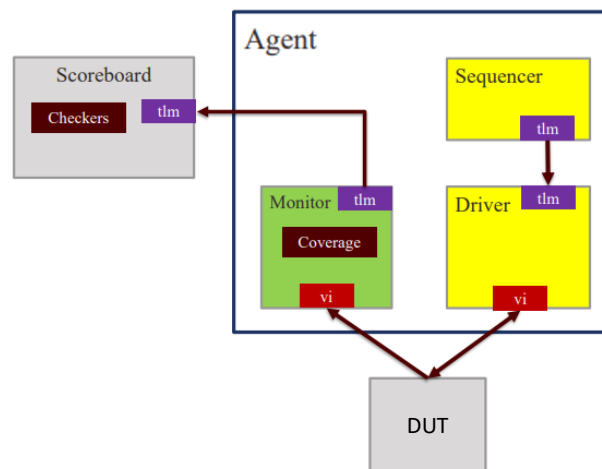 Agent
Scoreboard
Checkers
tlm
Sequencer
tlm
Monitor
tlm
Coverage
vi
Driver
tlm
vi
DUT